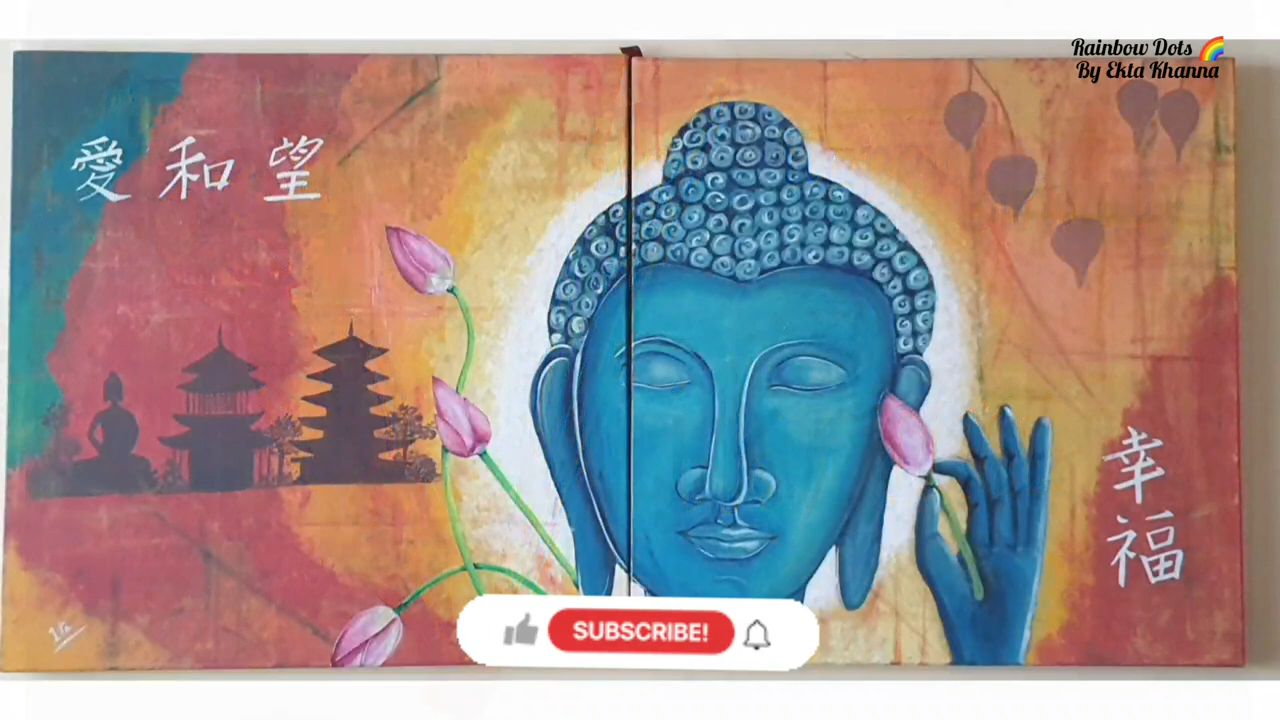 Rainbow Dots 🌈
By Ekta Khanna
愛和望
幸
福
SUBSCRIBE!